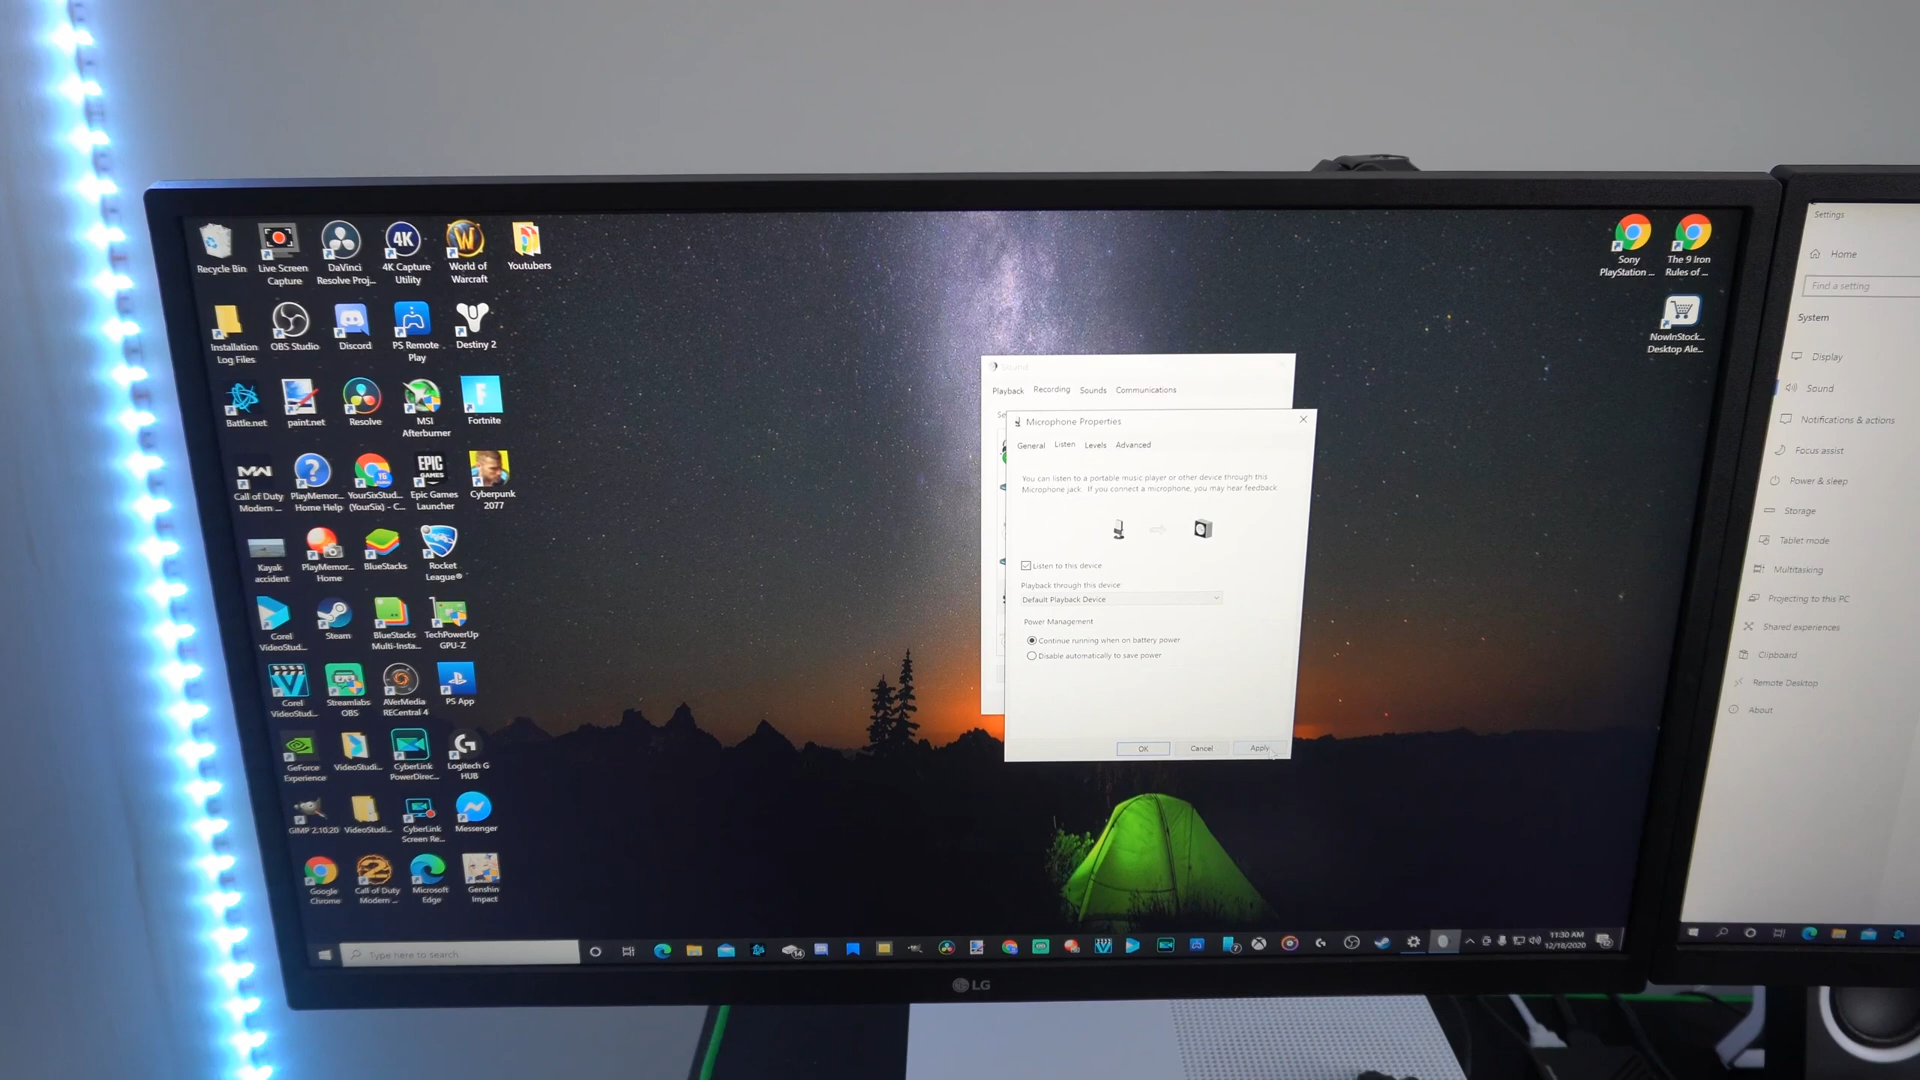 Recycle Bin
Live Screen
Capture
DaVinci
Resolve Proj...
4K
4K Capture
Utility
World of
Warcraft
Youtubers
Installation
Log Files
OBS Studio
Discord
PS Remote
Play
Destiny 2
Battle.net
paint.net
Resolve
MSI
Afterburner
Fortnite
Call of Duty
Modern ...
PlayMemor...
Home Help
YourSixStud...
(YourSix) - C...
EPIC
GAMES
Epic Games
Launcher
Cyberpunk
2077
Kayak
accident
PlayMemor...
Home
BlueStacks
Rocket
League®
Corel
VideoStud...
Steam
BlueStacks
Multi-Insta...
TechPowerUp
GPU-Z
Corel
VideoStud...
Streamlabs
OBS
AVerMedia
RECentral 4
PS App
GeForce
Experience
VideoStudi...
CyberLink
PowerDirec...
Logitech G
HUB
GIMP 2.10.20
VideoStudi...
CyberLink
Screen Re...
Messenger
Google
Chrome
Call of Duty
Modern ...
Microsoft
Edge
Genshin
Impact
Sony
PlayStation ...
The 9 Iron
Rules of ...
NowInStock...
Desktop Ale...
Sound
Playback
Recording
Sounds
Communications
Microphone Properties
General
Listen
Levels
Advanced
You can listen to a portable music player or other device through this
Microphone jack. If you connect a microphone, you may hear feedback.
Listen to this device
Playback through this device:
Default Playback Device
Power Management
Continue running when on battery power
Disable automatically to save power
OK
Cancel
Apply
Type here to search
11:30 AM
12/18/2020
LG
Settings
Home
Find a setting
System
Display
Sound
Notifications & actions
Focus assist
Power & sleep
Storage
Tablet mode
Multitasking
Projecting to this PC
Shared experiences
Clipboard
Remote Desktop
About